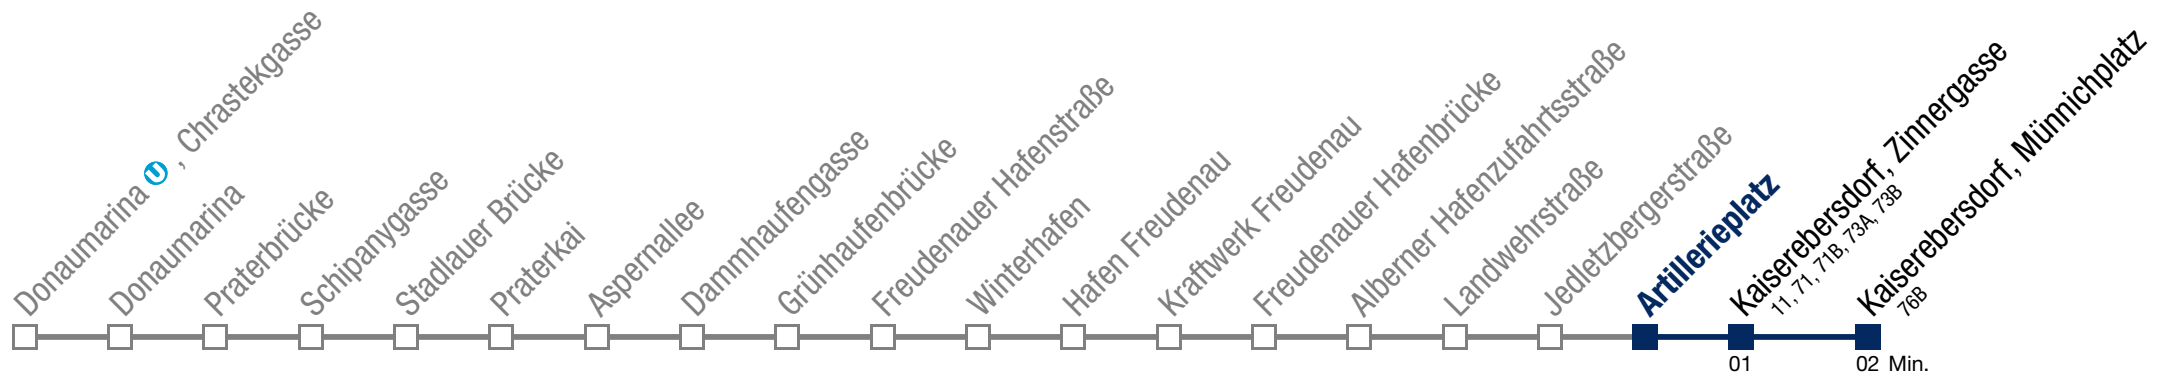 Donaumarina U, Chrastekgasse
Donaumarina
Praterbrücke
Schipanygasse
Stadlauer Brücke
Praterkai
Aspernallee
Dammhaufengasse
Grünhaufenbrücke
Freudenauer Hafenstraße
Winterhafen
Hafen Freudenau
Kraftwerk Freudenau
Freudenauer Hafenbrücke
Alberner Hafenzufahrtsstraße
Landwehrstraße
Jedletzbergerstraße
Artillerieplatz
Kaiserebersdorf, Zinnergasse
11, 71, 71B, 73A, 73B
Kaiserebersdorf, Münnichplatz
76B
01
02 Min.